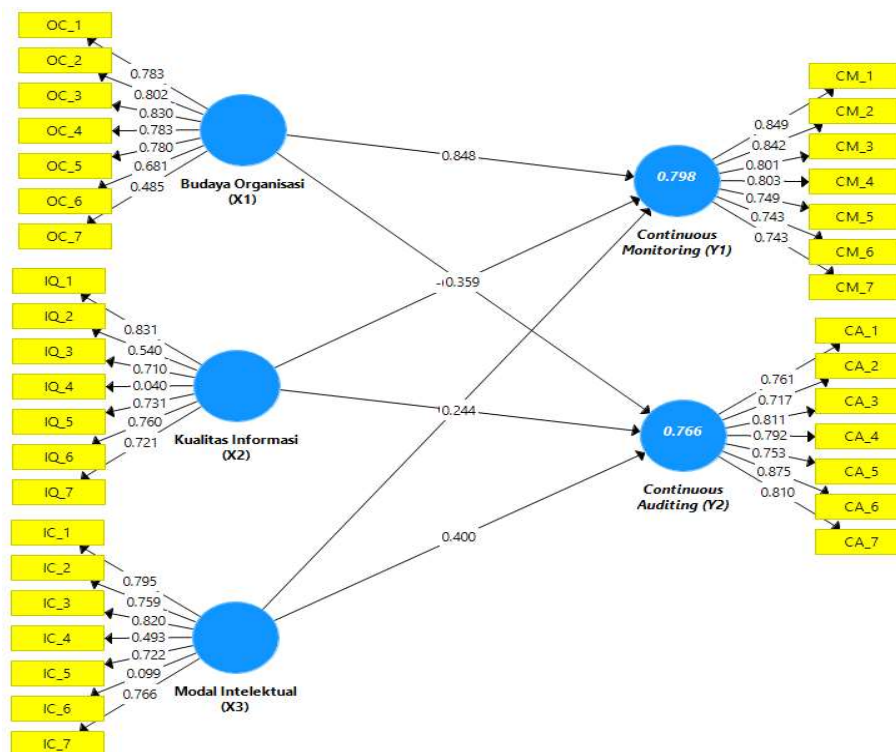 OC_1
OC_2
OC_3
OC_4
OC_5
OC_6
OC_7
0.783
0.802
0.830
0.783
0.780
0.681
0.485
Budaya Organisasi
(X1)
IQ_1
IQ_2
IQ_3
IQ_4
IQ_5
IQ_6
IQ_7
0.831
0.540
0.710
0.040
0.731
0.760
0.721
Kualitas Informasi
(X2)
IC_1
IC_2
IC_3
IC_4
IC_5
IC_6
IC_7
0.795
0.759
0.820
0.493
0.722
0.099
0.766
Modal Intelektual
(X3)
0.848
0.359
0.244
0.400
0.798
Continuous
Monitoring (Y1)
0.849
0.842
0.801
0.803
0.749
0.743
0.743
CM_1
CM_2
CM_3
CM_4
CM_5
CM_6
CM_7
0.766
Continuous
Auditing (Y2)
0.761
0.717
0.811
0.792
0.753
0.875
0.810
CA_1
CA_2
CA_3
CA_4
CA_5
CA_6
CA_7